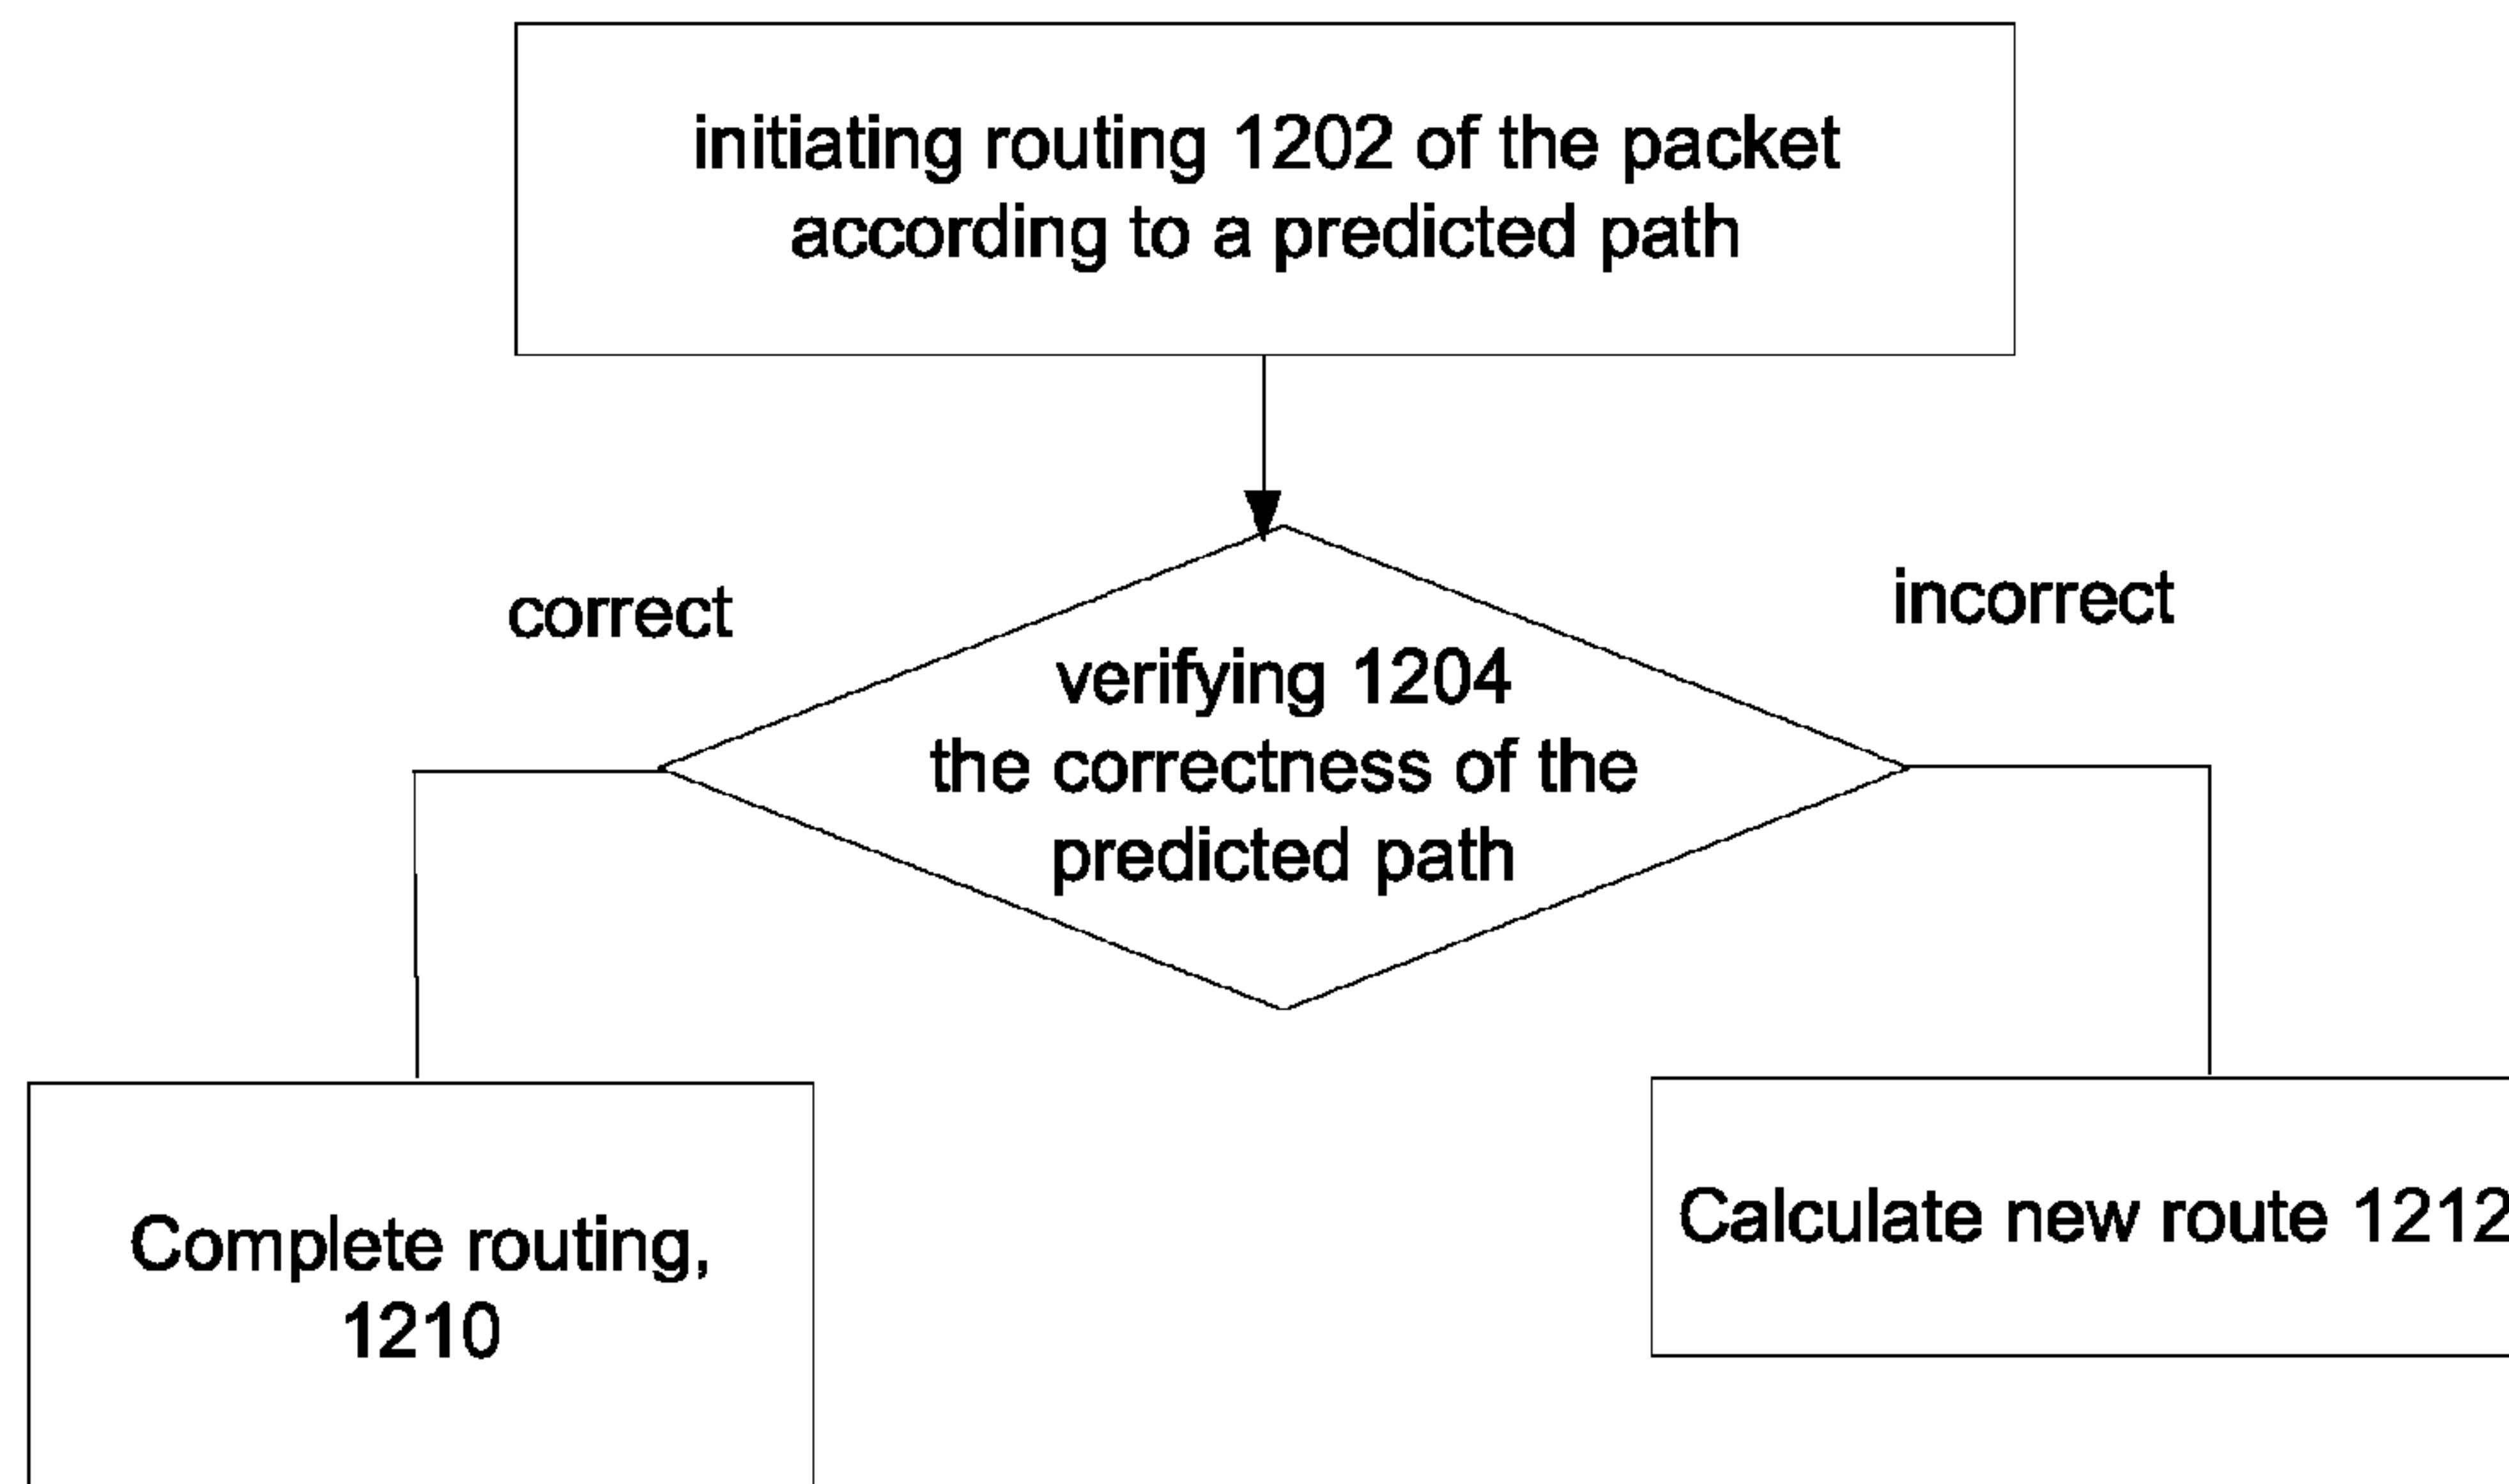 initiating routing 1202 of the packet
according to a predicted path
correct
incorrect
verifying 1204
the correctness of the
predicted path
Complete routing,
1210
Calculate new route 1212